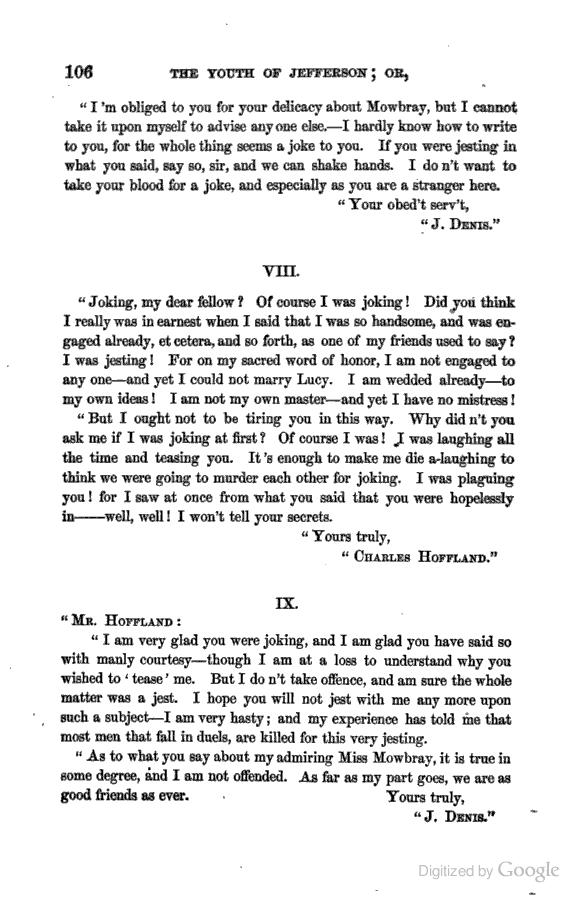 106 THE YOUTH OF JEFFERSON; OR,
“I'm obliged to you for your delicacy about Mowbray, but I cannot
take it upon myself to advise any one else.—I hardly know how to write
to you, for the whole thing seems a joke to you. If you were jesting in
what you said, say so, sir, and we can shake hands. I don't want to
take your blood for a joke, and especially as you are a stranger here.
“Your obed't serv't,
“J. DENIS.”
VIII.
“Joking, my dear fellow? Of course I was joking! Did you think
I really was in earnest when I said that I was so handsome, and was en-
gaged already, et cetera, and so forth, as one of my friends used to say?
I was jesting! For on my sacred word of honor, I am not engaged to
any one—and yet I could not marry Lucy. I am wedded already—to
my own ideas! I am not my own master—and yet I have no mistress!
“But I ought not to be tiring you in this way. Why didn't you
ask me if I was joking at first? Of course I was! I was laughing all
the time and teasing you. It's enough to make me die a-laughing to
think we were going to murder each other for joking. I was plaguing
you! for I saw at once from what you said that you were hopelessly
in——well, well! I won't tell your secrets.
“Yours truly,
“CHARLES HOFFLAND.”
IX.
“MR. HOFFLAND:
“I am very glad you were joking, and I am glad you have said so
with manly courtesy—though I am at a loss to understand why you
wished to ‘tease’ me. But I don't take offence, and am sure the whole
matter was a jest. I hope you will not jest with me any more upon
such a subject—I am very hasty; and my experience has told me that
most men that fall in duels, are killed for this very jesting.
“As to what you say about my admiring Miss Mowbray, it is true in
some degree, and I am not offended. As far as my part goes, we are as
good friends as ever. Yours truly,
“J. DENIS.”
Digitized by Google